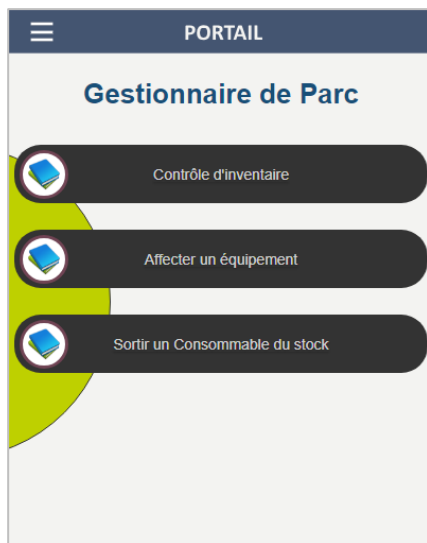 PORTAIL
Gestionnaire de Parc
Contrôle d'inventaire
Affecter un équipement
Sortir un Consommable du stock